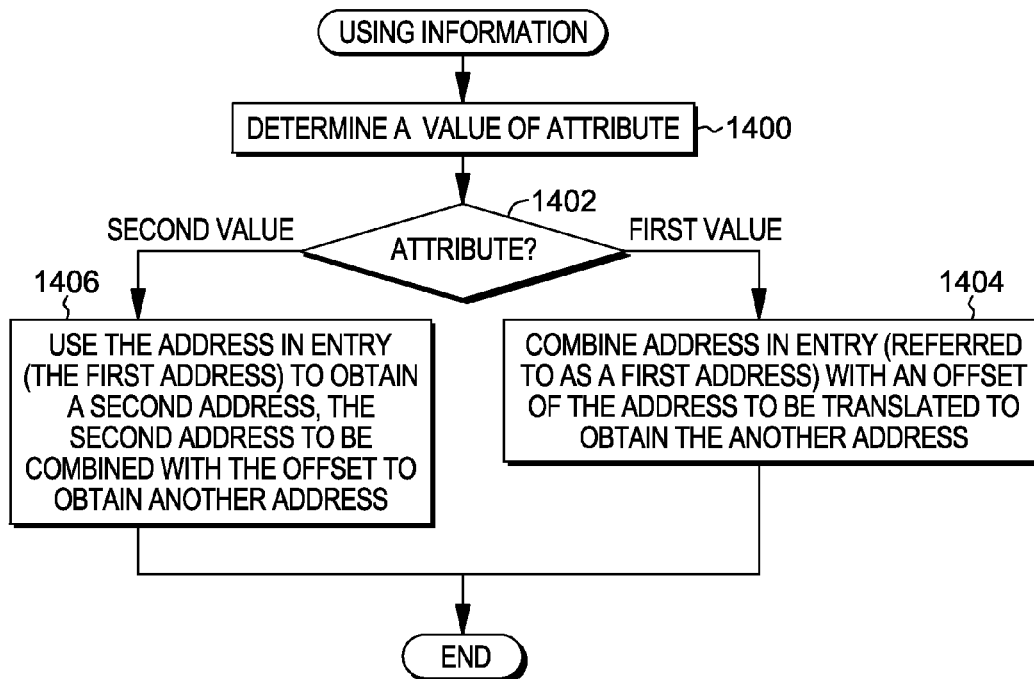 USING INFORMATION
DETERMINE A VALUE OF ATTRIBUTE
1400
1402
ATTRIBUTE?
SECOND VALUE
FIRST VALUE
1406
USE THE ADDRESS IN ENTRY
(THE FIRST ADDRESS) TO OBTAIN
A SECOND ADDRESS, THE
SECOND ADDRESS TO BE
COMBINED WITH THE OFFSET TO
OBTAIN ANOTHER ADDRESS
1404
COMBINE ADDRESS IN ENTRY (REFERRED
TO AS A FIRST ADDRESS) WITH AN OFFSET
OF THE ADDRESS TO BE TRANSLATED TO
OBTAIN THE ANOTHER ADDRESS
END